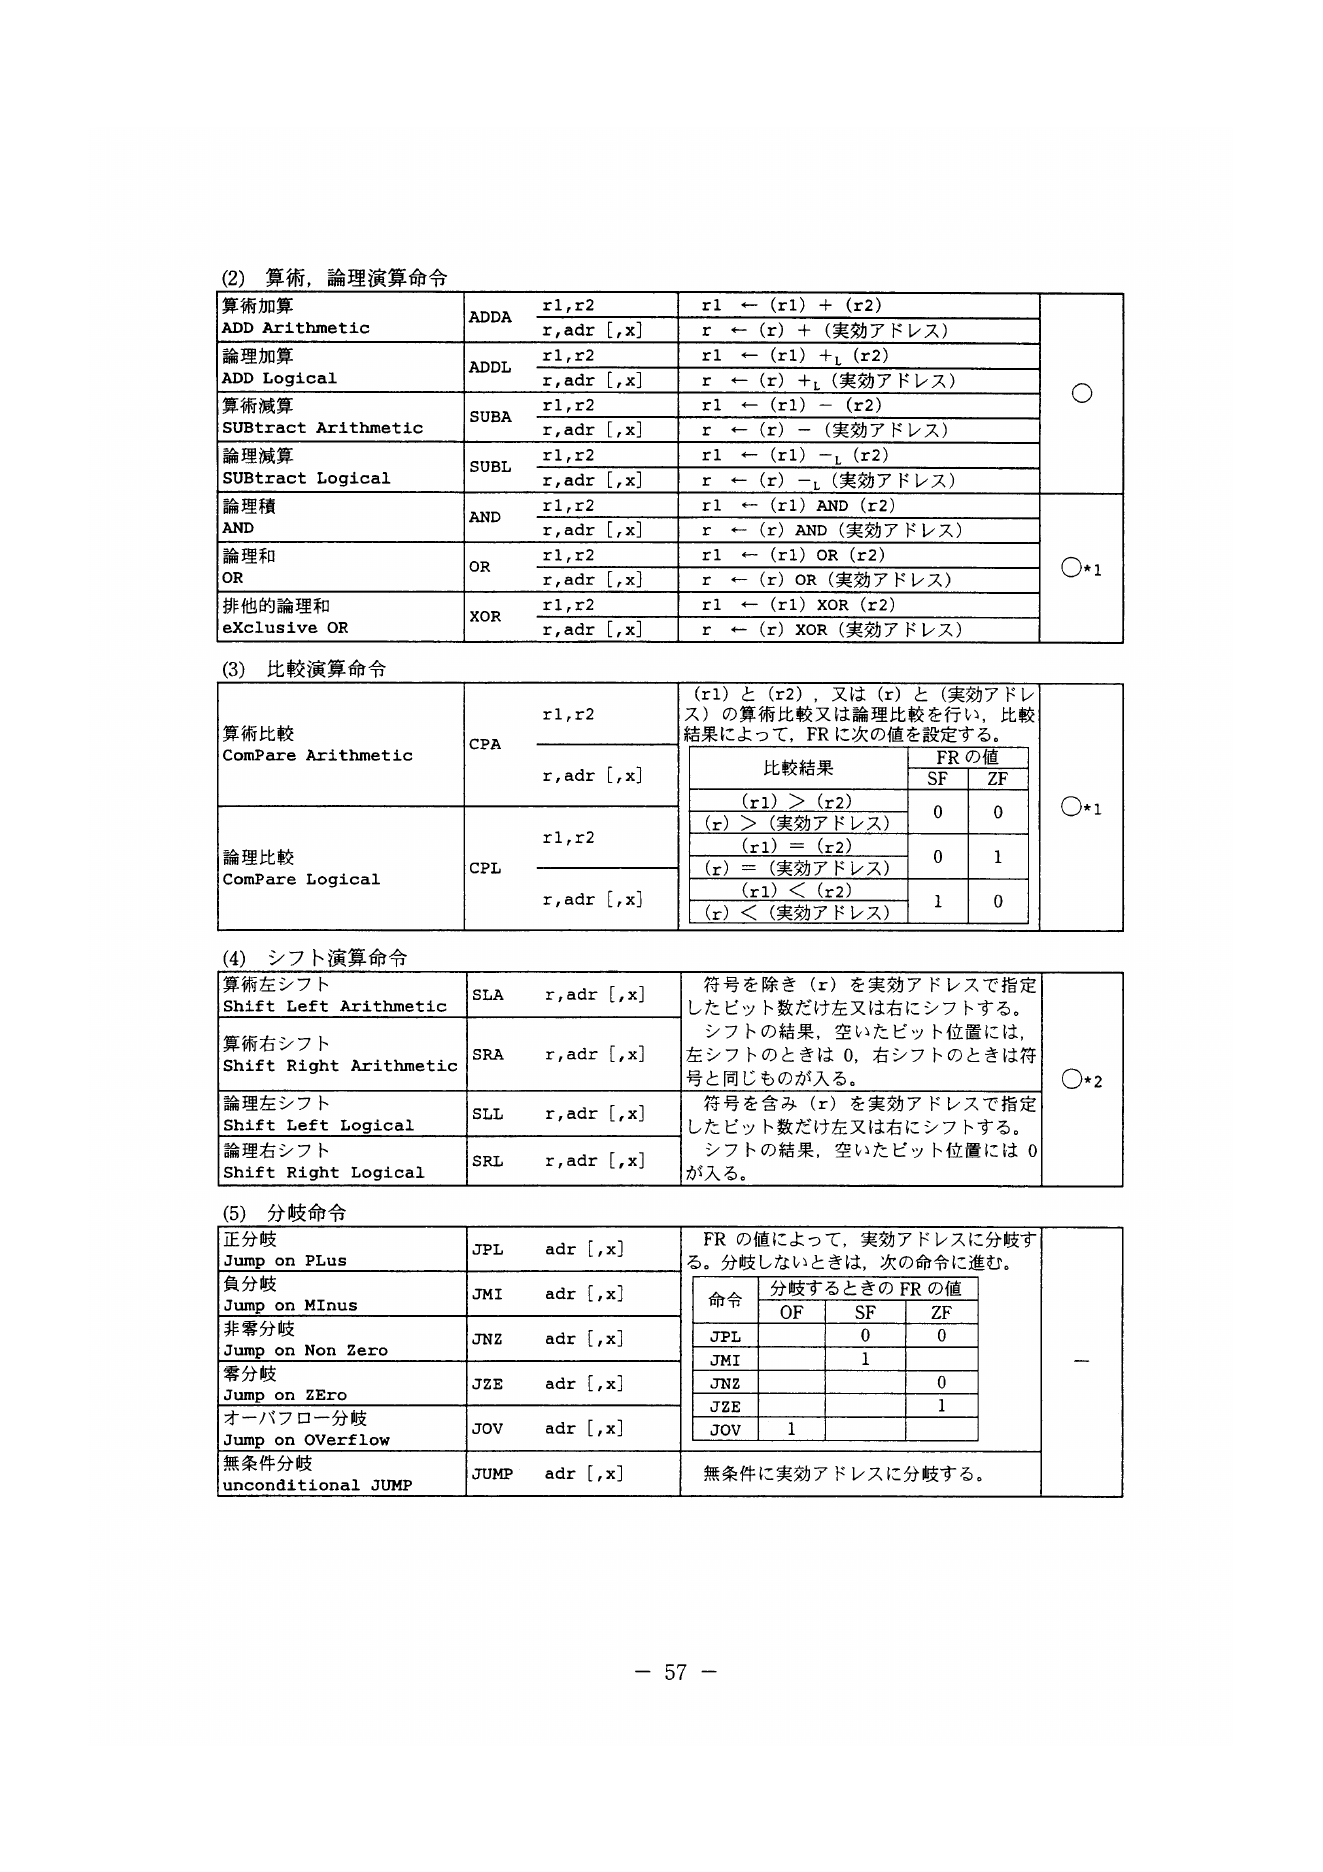 (2) 算術，論理演算命令
算術加算
ADD Arithmetic
ADDA
r1,r2
r1 ← (r1) + (r2)
r,adr [,x]
r ← (r) + (実効アドレス)
論理加算
ADD Logical
ADDL
r1,r2
r1 ← (r1) +L (r2)
r,adr [,x]
r ← (r) +L (実効アドレス)
算術減算
SUBtract Arithmetic
SUBA
r1,r2
r1 ← (r1) － (r2)
r,adr [,x]
r ← (r) － (実効アドレス)
論理減算
SUBtract Logical
SUBL
r1,r2
r1 ← (r1) －L (r2)
r,adr [,x]
r ← (r) －L (実効アドレス)
○
論理積
AND
AND
r1,r2
r1 ← (r1) AND (r2)
r,adr [,x]
r ← (r) AND (実効アドレス)
論理和
OR
OR
r1,r2
r1 ← (r1) OR (r2)
r,adr [,x]
r ← (r) OR (実効アドレス)
排他的論理和
eXclusive OR
XOR
r1,r2
r1 ← (r1) XOR (r2)
r,adr [,x]
r ← (r) XOR (実効アドレス)
○*1
(3) 比較演算命令
算術比較
ComPare Arithmetic
CPA
r1,r2
r,adr [,x]
論理比較
ComPare Logical
CPL
r1,r2
r,adr [,x]
(r1) と (r2) ，又は (r) と (実効アドレ
ス) の算術比較又は論理比較を行い，比較
結果によって，FR に次の値を設定する。
比較結果
FR の値
SF ZF
(r1) ＞ (r2)
(r) ＞ (実効アドレス)
0 0
(r1) ＝ (r2)
(r) ＝ (実効アドレス)
0 1
(r1) ＜ (r2)
(r) ＜ (実効アドレス)
1 0
○*1
(4) シフト演算命令
算術左シフト
Shift Left Arithmetic
SLA r,adr [,x]
算術右シフト
Shift Right Arithmetic
SRA r,adr [,x]
符号を除き (r) を実効アドレスで指定
したビット数だけ左又は右にシフトする。
シフトの結果，空いたビット位置には，
左シフトのときは 0，右シフトのときは符
号と同じものが入る。
論理左シフト
Shift Left Logical
SLL r,adr [,x]
論理右シフト
Shift Right Logical
SRL r,adr [,x]
符号を含み (r) を実効アドレスで指定
したビット数だけ左又は右にシフトする。
シフトの結果，空いたビット位置には 0
が入る。
○*2
(5) 分岐命令
正分岐
Jump on PLus
JPL adr [,x]
負分岐
Jump on MInus
JMI adr [,x]
非零分岐
Jump on Non Zero
JNZ adr [,x]
零分岐
Jump on ZEro
JZE adr [,x]
オーバフロー分岐
Jump on OVerflow
JOV adr [,x]
FR の値によって，実効アドレスに分岐す
る。分岐しないときは，次の命令に進む。
命令
分岐するときの FR の値
OF SF ZF
JPL 0 0
JMI 1
JNZ 0
JZE 1
JOV 1
無条件分岐
unconditional JUMP
JUMP adr [,x]
無条件に実効アドレスに分岐する。
－
－ 57 －